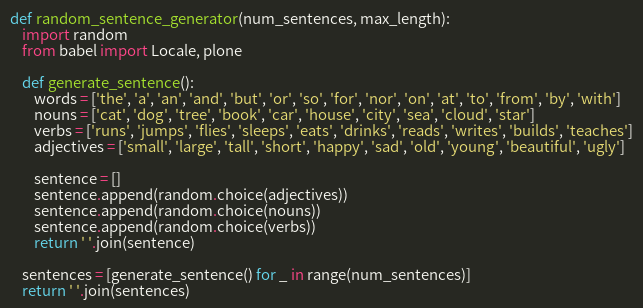 def random_sentence_generator(num_sentences, max_length):
    import random
    from babel import Locale, plone

    def generate_sentence():
        words = ['the', 'a', 'an', 'and', 'but', 'or', 'so', 'for', 'nor', 'on', 'at', 'to', 'from', 'by', 'with']
        nouns = ['cat', 'dog', 'tree', 'book', 'car', 'house', 'city', 'sea', 'cloud', 'star']
        verbs = ['runs', 'jumps', 'flies', 'sleeps', 'eats', 'drinks', 'reads', 'writes', 'builds', 'teaches']
        adjectives = ['small', 'large', 'tall', 'short', 'happy', 'sad', 'old', 'young', 'beautiful', 'ugly']

        sentence = []
        sentence.append(random.choice(adjectives))
        sentence.append(random.choice(nouns))
        sentence.append(random.choice(verbs))
        return ' '.join(sentence)

    sentences = [generate_sentence() for _ in range(num_sentences)]
    return ' '.join(sentences)